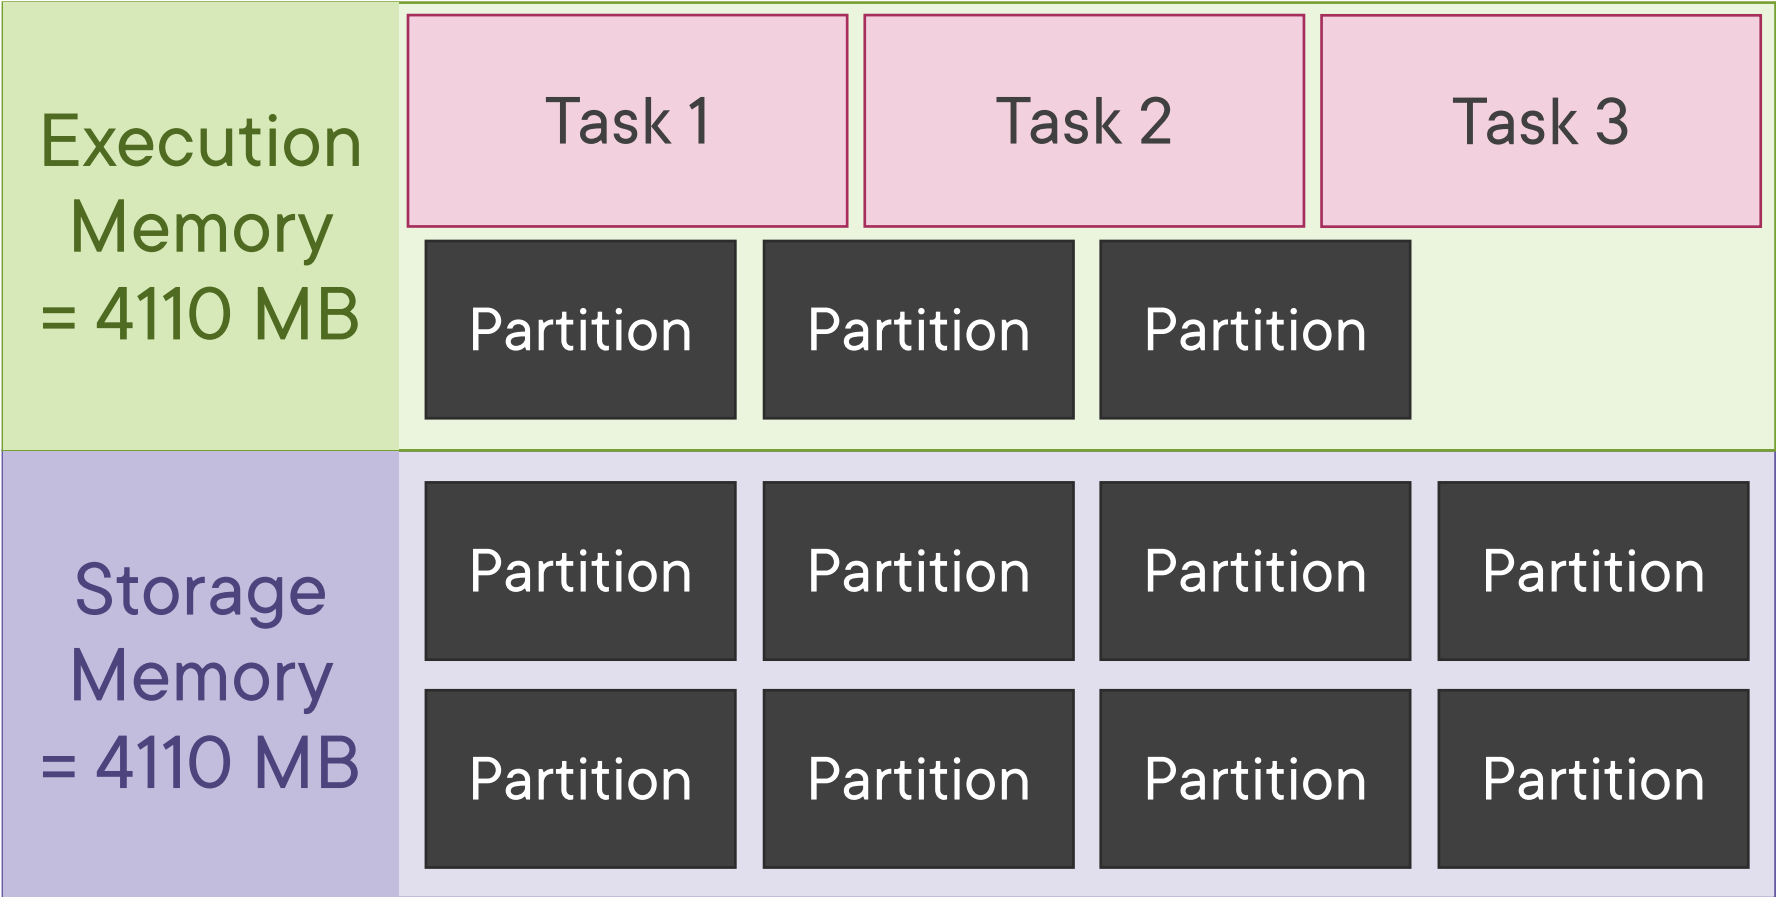 Execution
Memory
= 4110 MB
Task 1
Task 2
Task 3
Partition
Partition
Partition
Storage
Memory
= 4110 MB
Partition
Partition
Partition
Partition
Partition
Partition
Partition
Partition